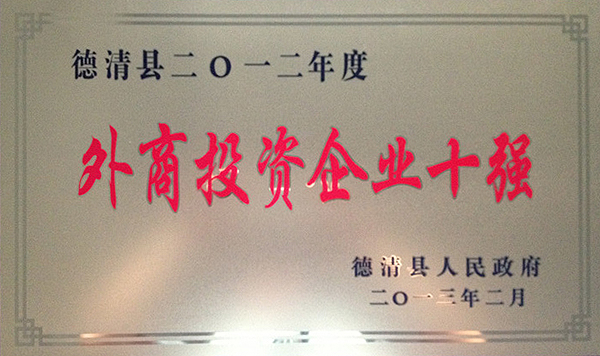 德清县二〇一二年度
外商投资企业十强
德清县人民政府
二〇一三年二月